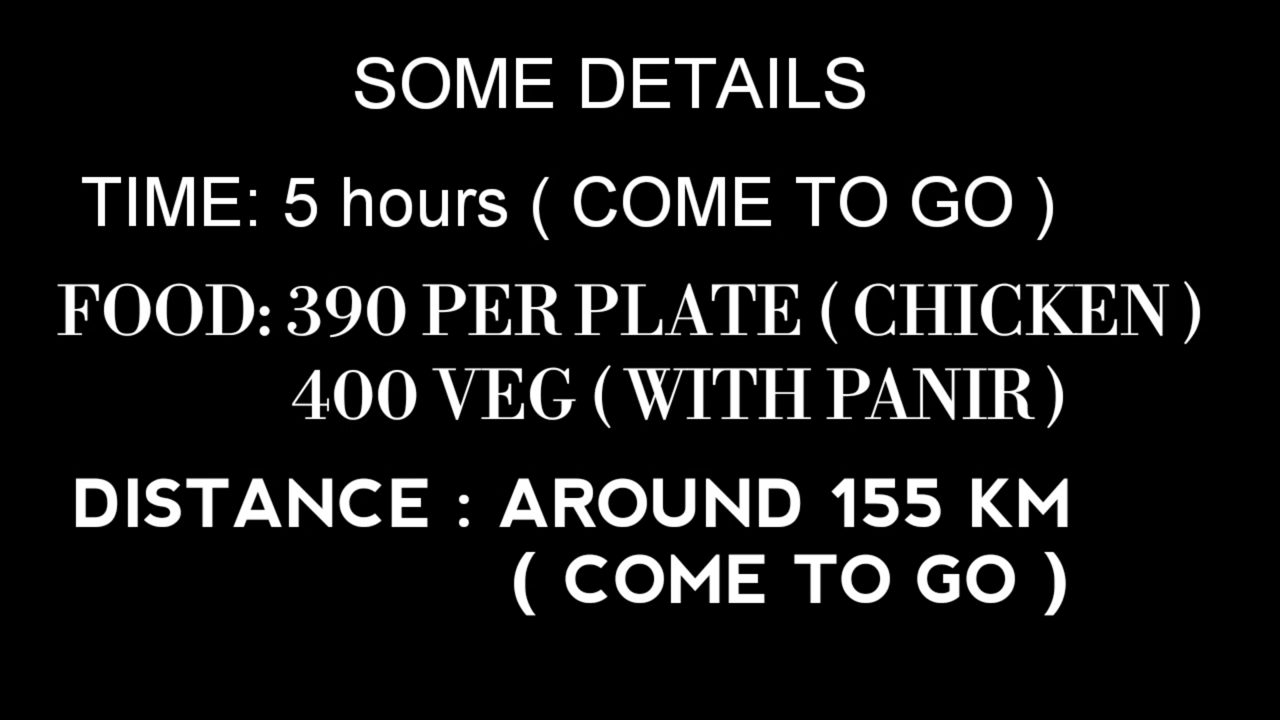 SOME DETAILS
TIME: 5 hours ( COME TO GO )
FOOD: 390 PER PLATE ( CHICKEN )
400 VEG ( WITH PANIR )
DISTANCE : AROUND 155 KM
( COME TO GO )